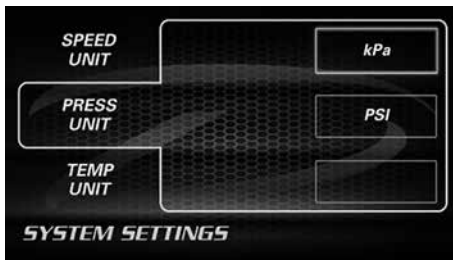 SPEED
UNIT
kPa
PRESS
UNIT
PSI
TEMP
UNIT
SYSTEM SETTINGS